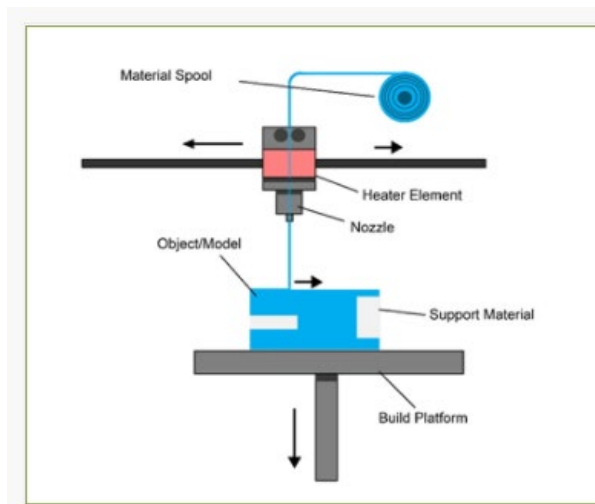 Material Spool
Heater Element
Nozzle
Object/Model
Support Material
Build Platform